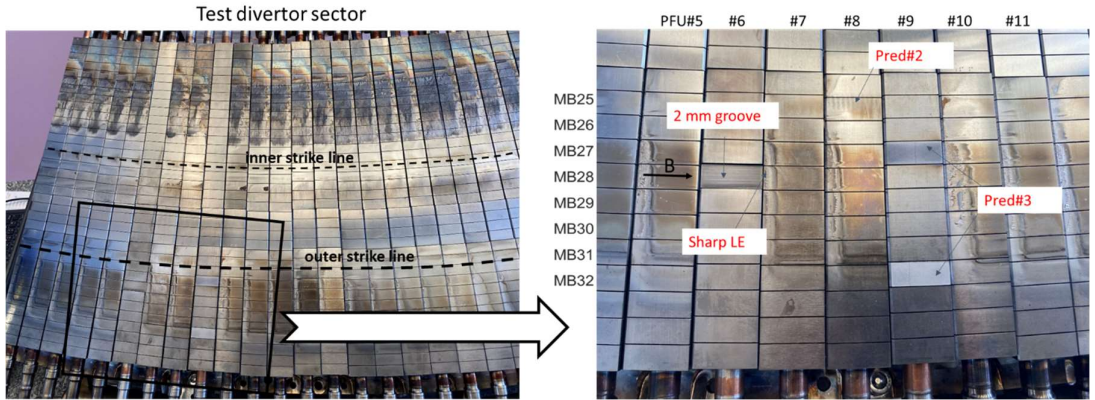 Test divertor sector
PFU#5 #6 #7 #8 #9 #10 #11
Pred#2
MB25
2 mm groove
MB26
MB27
inner strike line
B
MB28
Pred#3
MB29
MB30
Sharp LE
outer strike line
MB31
MB32